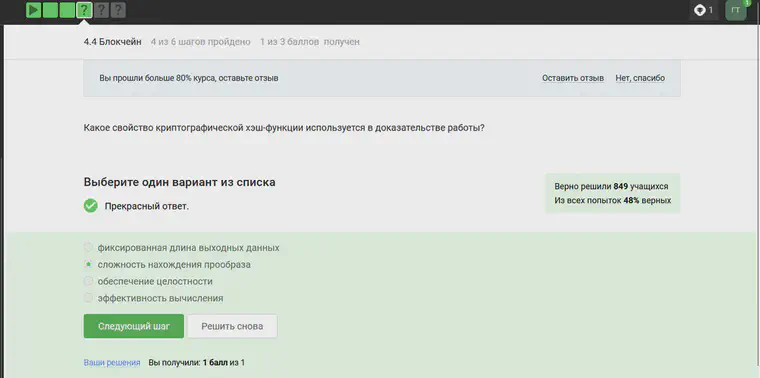 1
ГТ
1
4.4 Блокчейн 4 из 6 шагов пройдено 1 из 3 баллов получен
Вы прошли больше 80% курса, оставьте отзыв Оставить отзыв Нет, спасибо
Какое свойство криптографической хэш-функции используется в доказательстве работы?
Выберите один вариант из списка
Прекрасный ответ.
Верно решили 849 учащихся
Из всех попыток 48% верных
фиксированная длина выходных данных
сложность нахождения прообраза
обеспечение целостности
эффективность вычисления
Следующий шаг Решить снова
Ваши решения Вы получили: 1 балл из 1